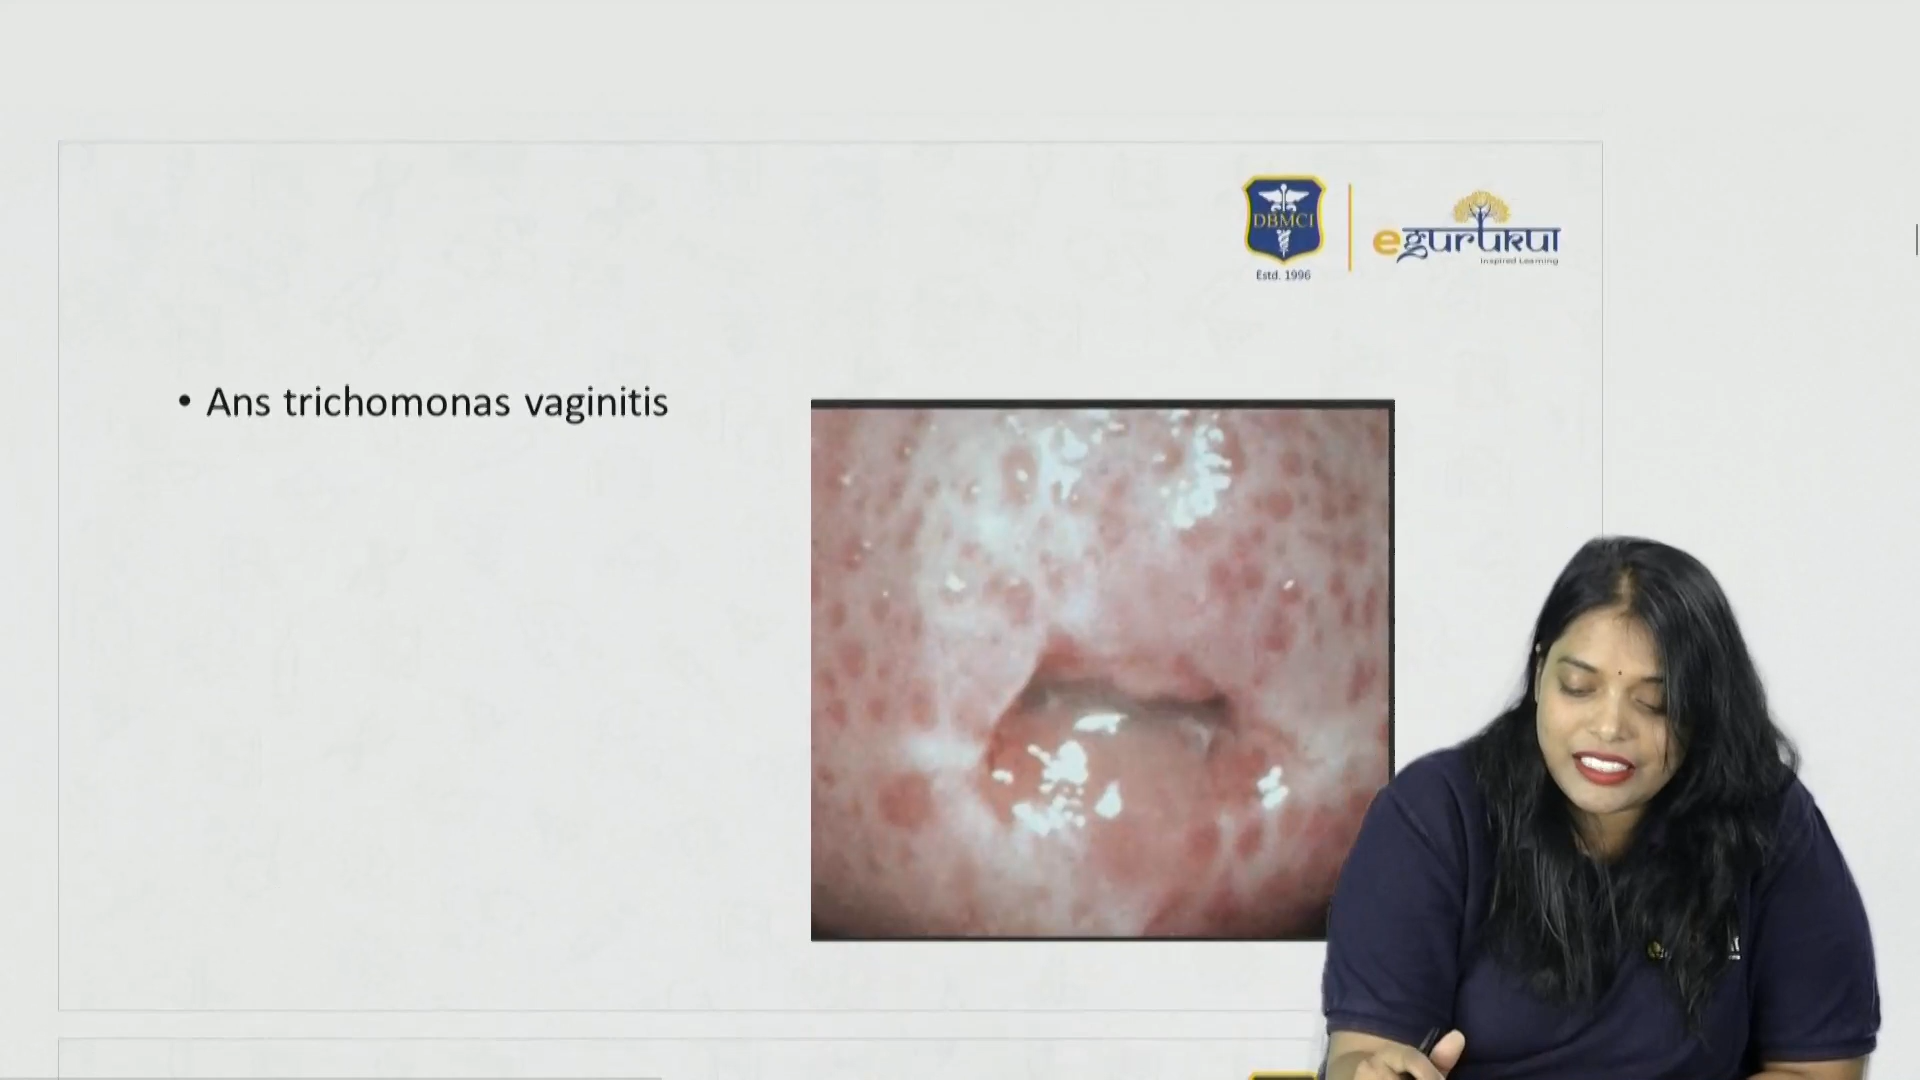 DBMCI
Estd. 1996
egurukul
Inspired Learning
• Ans trichomonas vaginitis